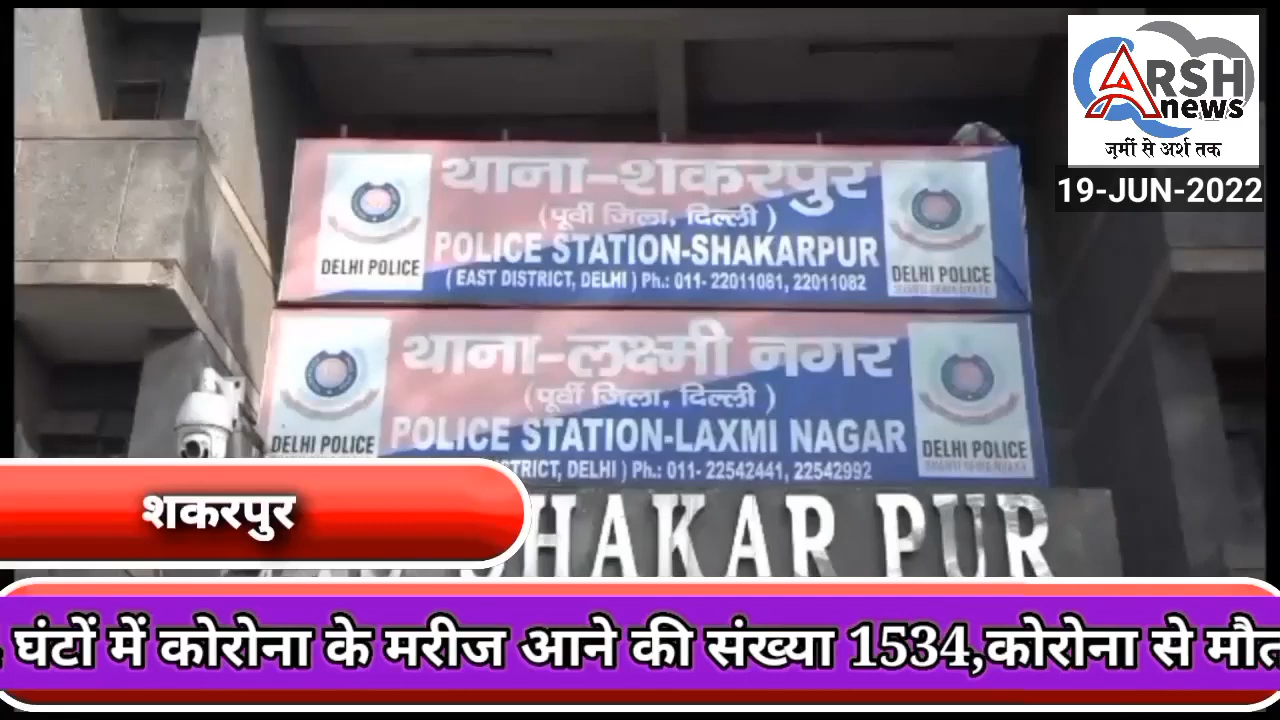 ARSH
news
ज़मीं से अर्श तक
19-JUN-2022
थाना-शकरपुर
(पूर्वी जिला, दिल्ली)
POLICE STATION-SHAKARPUR
(EAST DISTRICT, DELHI) Ph.: 011- 22011081, 22011082
DELHI POLICE
DELHI POLICE
थाना-लक्ष्मी नगर
(पूर्वी जिला, दिल्ली)
POLICE STATION-LAXMI NAGAR
DISTRICT, DELHI) Ph.: 011- 22542441, 22542992
DELHI POLICE
DELHI POLICE
SHAKAR PUR
शकरपुर
घंटों में कोरोना के मरीज आने की संख्या 1534,कोरोना से मौत